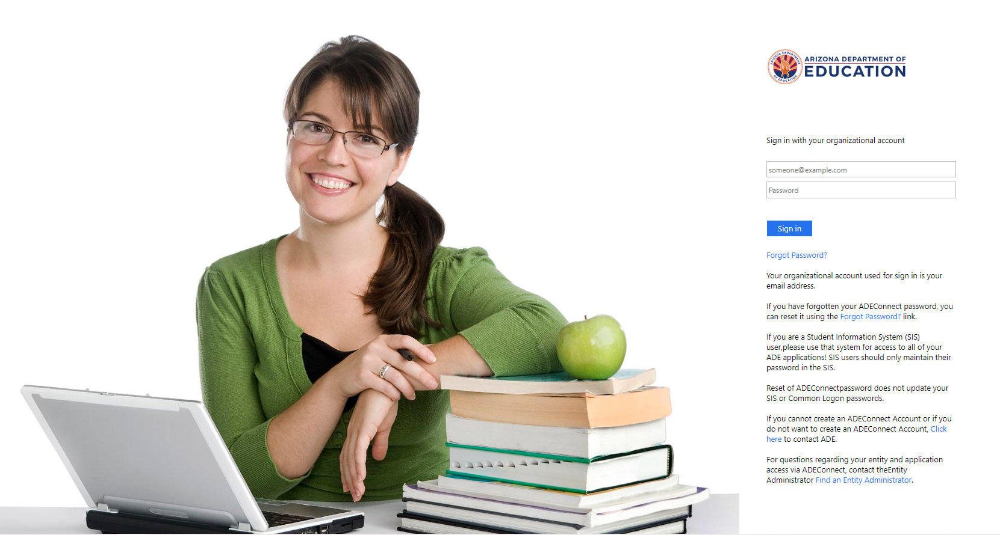 ARIZONA DEPARTMENT OF EDUCATION
ARIZONA DEPARTMENT OF
EDUCATION
Sign in with your organizational account
someone@example.com
Password
Sign in
Forgot Password?
Your organizational account used for sign in is your
email address.
If you have forgotten your ADEConnect password, you
can reset it using the Forgot Password? link.
If you are a Student Information System (SIS)
user,please use that system for access to all of your
ADE applications! SIS users should only maintain their
password in the SIS.
Reset of ADEConnectpassword does not update your
SIS or Common Logon passwords.
If you cannot create an ADEConnect Account or if you
do not want to create an ADEConnect Account, Click
here to contact ADE.
For questions regarding your entity and application
access via ADEConnect, contact theEntity
Administrator Find an Entity Administrator.